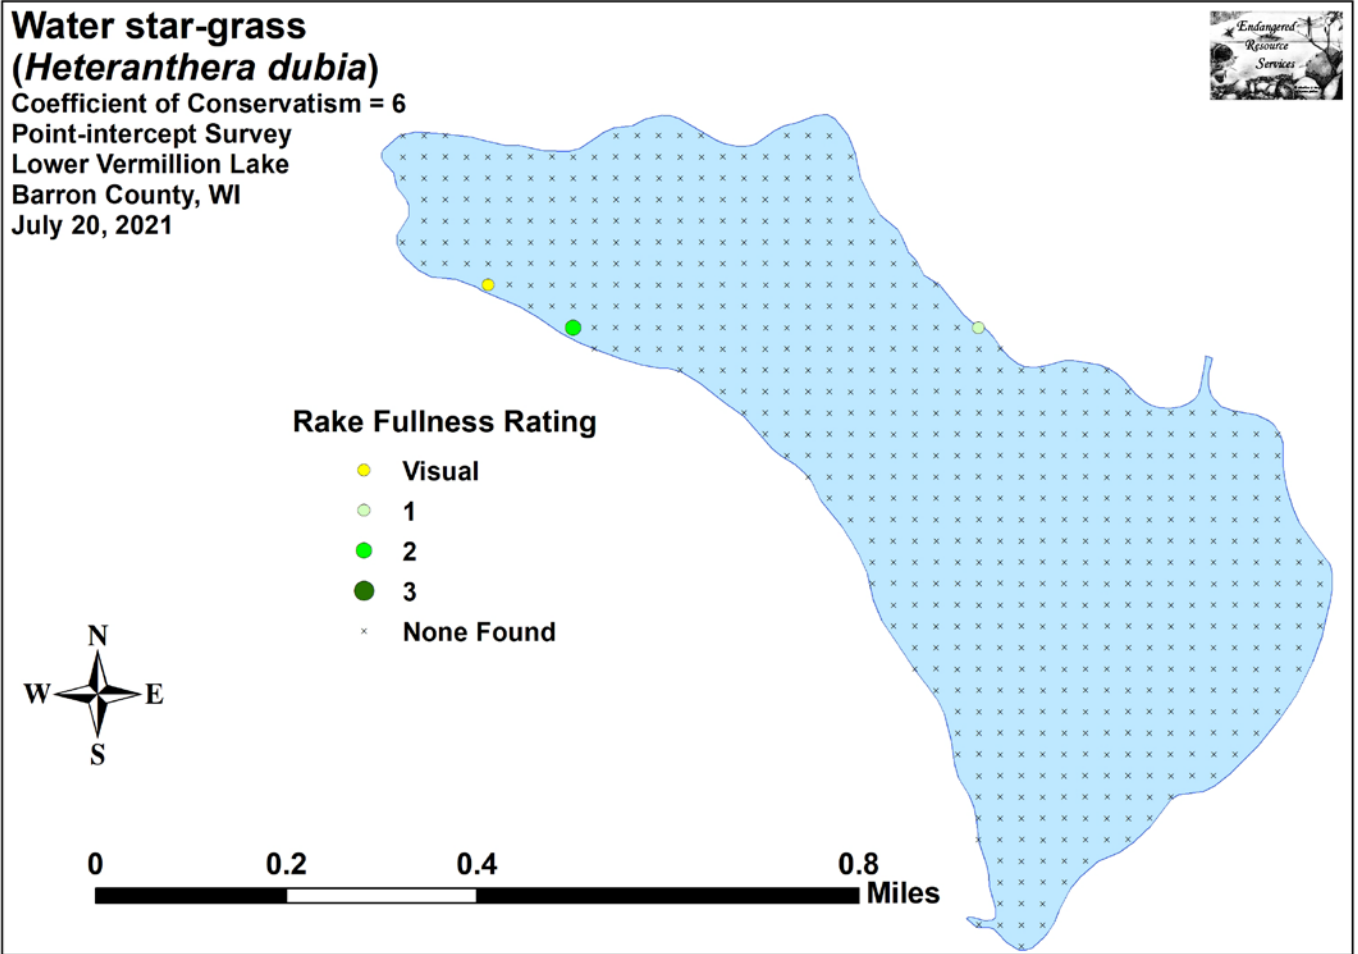 Water star-grass
(Heteranthera dubia)
Coefficient of Conservatism = 6
Point-intercept Survey
Lower Vermillion Lake
Barron County, WI
July 20, 2021
Endangered
Resource
Services
Rake Fullness Rating
Visual
1
2
3
None Found
N
W E
S
0 0.2 0.4 0.8
Miles